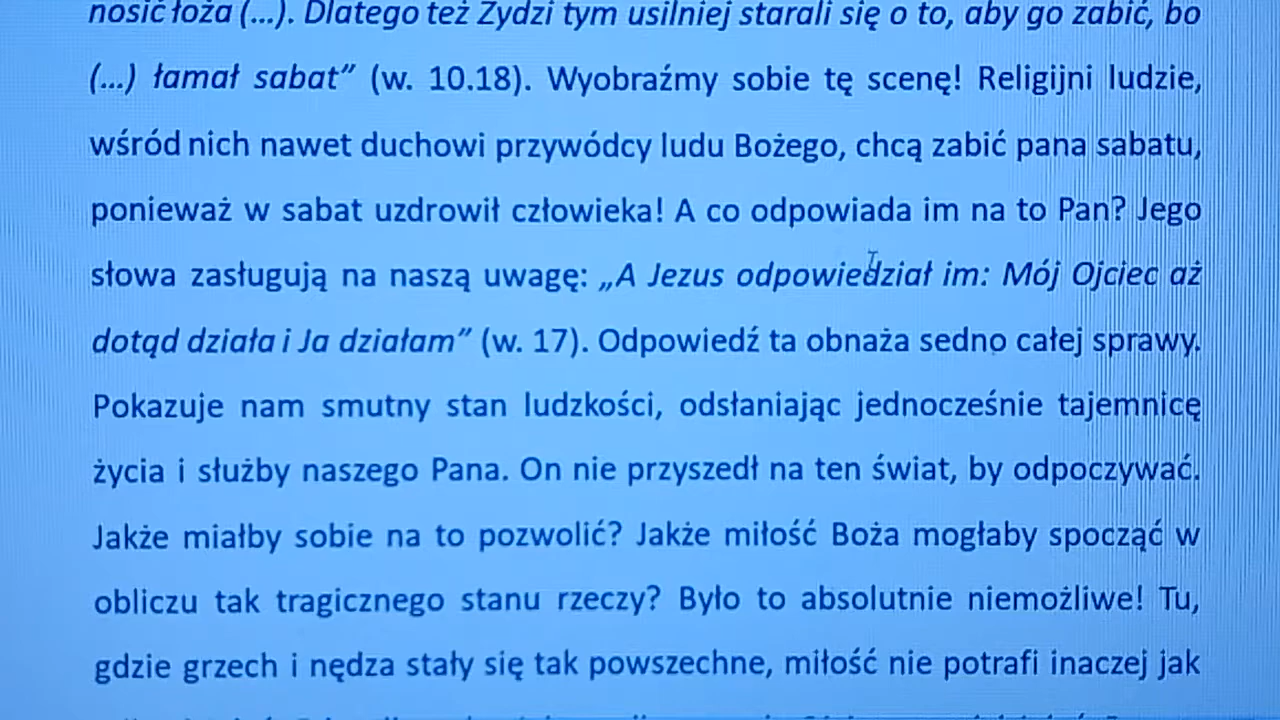 nosić łoża (...). Dlatego też Żydzi tym usilniej starali się o to, aby go zabić, bo
(...) łamał sabat” (w. 10.18). Wyobraźmy sobie tę scenę! Religijni ludzie,
wśród nich nawet duchowi przywódcy ludu Bożego, chcą zabić pana sabatu,
ponieważ w sabat uzdrowił człowieka! A co odpowiada im na to Pan? Jego
słowa zasługują na naszą uwagę: „A Jezus odpowiedział im: Mój Ojciec aż
dotąd działa i Ja działam” (w. 17). Odpowiedź ta obnaża sedno całej sprawy.
Pokazuje nam smutny stan ludzkości, odsłaniając jednocześnie tajemnicę
życia i służby naszego Pana. On nie przyszedł na ten świat, by odpoczywać.
Jakże miałby sobie na to pozwolić? Jakże miłość Boża mogłaby spocząć w
obliczu tak tragicznego stanu rzeczy? Było to absolutnie niemożliwe! Tu,
gdzie grzech i nędza stały się tak powszechne, miłość nie potrafi inaczej jak